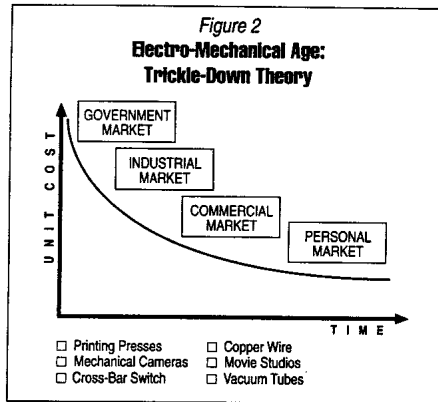 Figure 2
Electro-Mechanical Age:
Trickle-Down Theory
GOVERNMENT
MARKET
INDUSTRIAL
MARKET
COMMERCIAL
MARKET
PERSONAL
MARKET
UNIT COST
TIME
□ Printing Presses □ Copper Wire
□ Mechanical Cameras □ Movie Studios
□ Cross-Bar Switch □ Vacuum Tubes